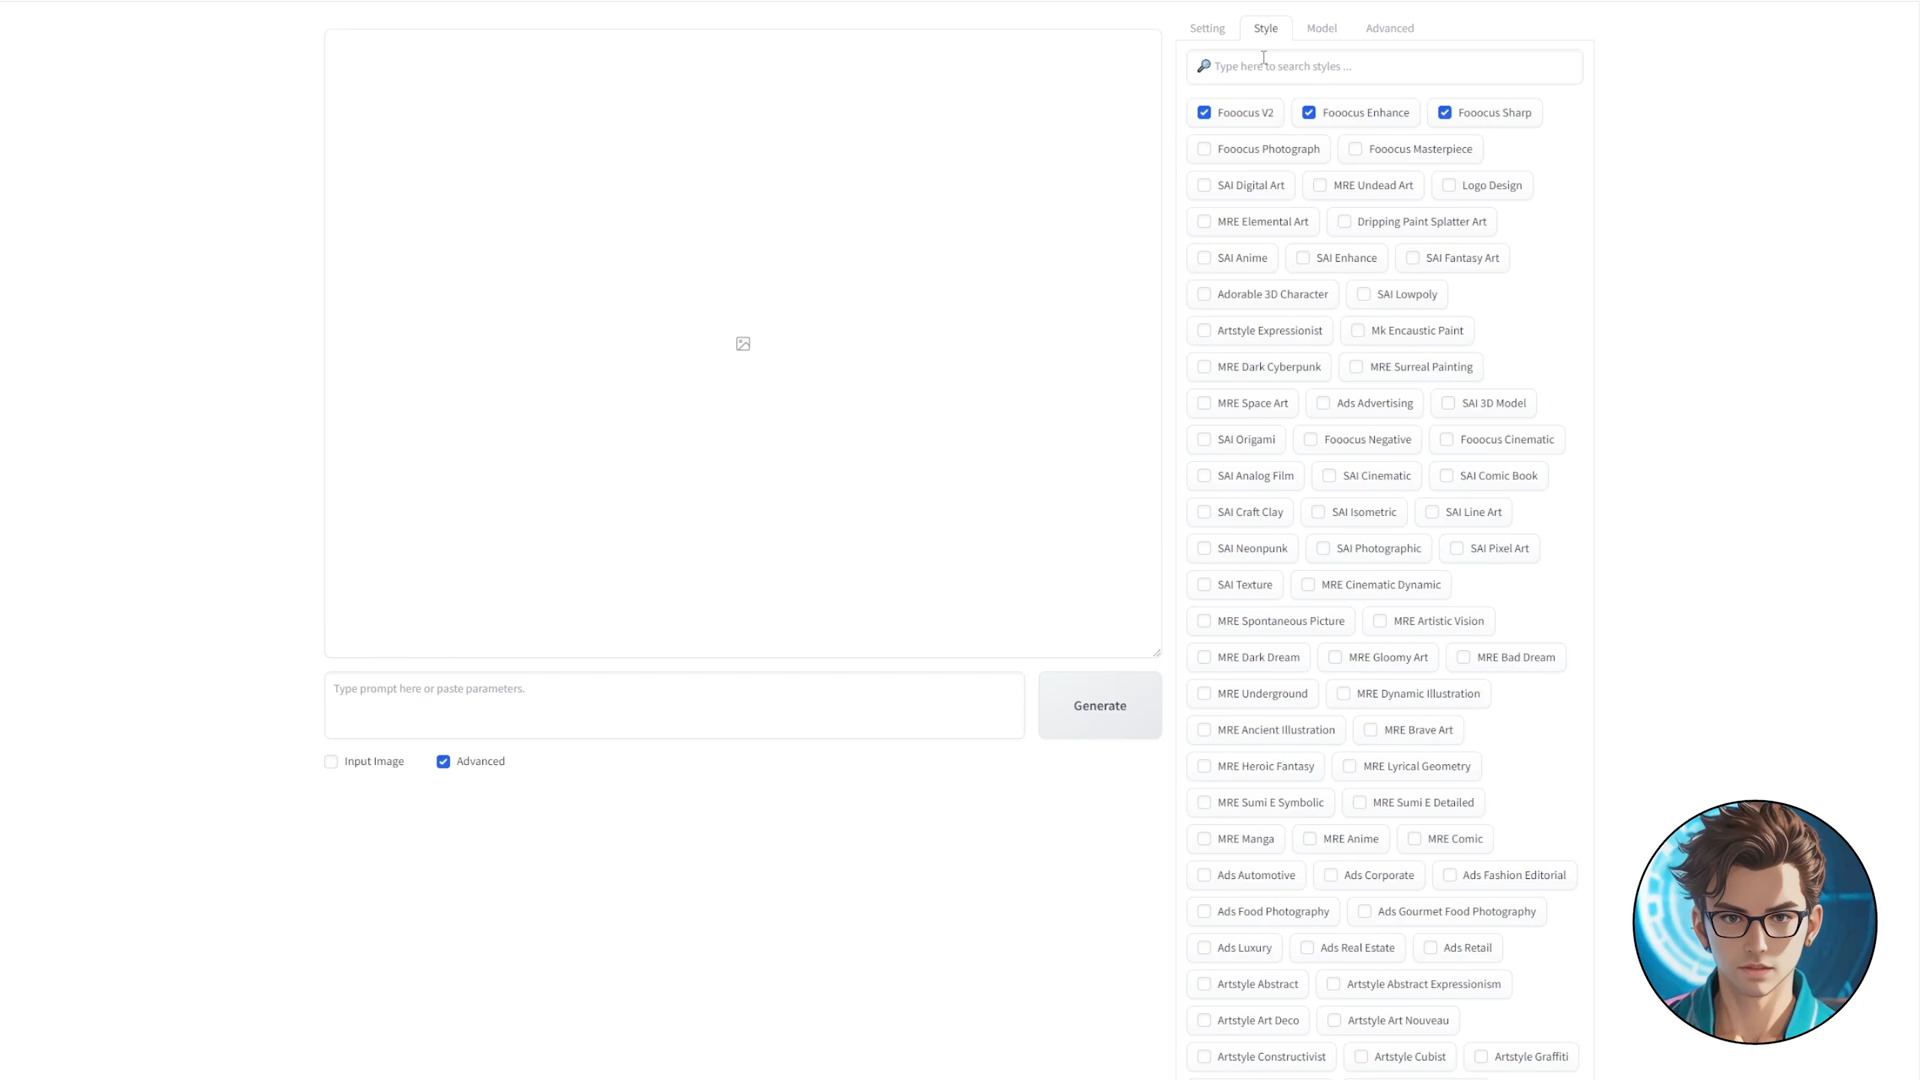 Setting Style Model Advanced
🔎 Type here to search styles ...
Fooocus V2 Fooocus Enhance Fooocus Sharp
Fooocus Photograph Fooocus Masterpiece
SAI Digital Art MRE Undead Art Logo Design
MRE Elemental Art Dripping Paint Splatter Art
SAI Anime SAI Enhance SAI Fantasy Art
Adorable 3D Character SAI Lowpoly
Artstyle Expressionist Mk Encaustic Paint
MRE Dark Cyberpunk MRE Surreal Painting
MRE Space Art Ads Advertising SAI 3D Model
SAI Origami Fooocus Negative Fooocus Cinematic
SAI Analog Film SAI Cinematic SAI Comic Book
SAI Craft Clay SAI Isometric SAI Line Art
SAI Neonpunk SAI Photographic SAI Pixel Art
SAI Texture MRE Cinematic Dynamic
MRE Spontaneous Picture MRE Artistic Vision
MRE Dark Dream MRE Gloomy Art MRE Bad Dream
MRE Underground MRE Dynamic Illustration
MRE Ancient Illustration MRE Brave Art
MRE Heroic Fantasy MRE Lyrical Geometry
MRE Sumi E Symbolic MRE Sumi E Detailed
MRE Manga MRE Anime MRE Comic
Ads Automotive Ads Corporate Ads Fashion Editorial
Ads Food Photography Ads Gourmet Food Photography
Ads Luxury Ads Real Estate Ads Retail
Artstyle Abstract Artstyle Abstract Expressionism
Artstyle Art Deco Artstyle Art Nouveau
Artstyle Constructivist Artstyle Cubist Artstyle Graffiti
Type prompt here or paste parameters.
Generate
Input Image Advanced